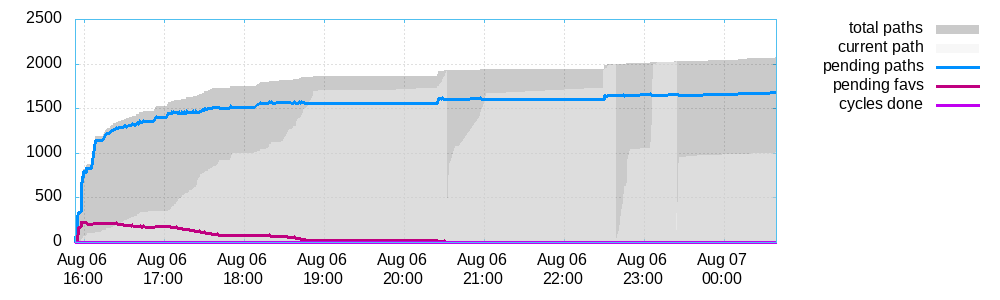 2500
2000
1500
1000
500
0
Aug 06 Aug 06 Aug 06 Aug 06 Aug 06 Aug 06 Aug 06 Aug 06 Aug 07
16:00 17:00 18:00 19:00 20:00 21:00 22:00 23:00 00:00
total paths
current path
pending paths
pending favs
cycles done